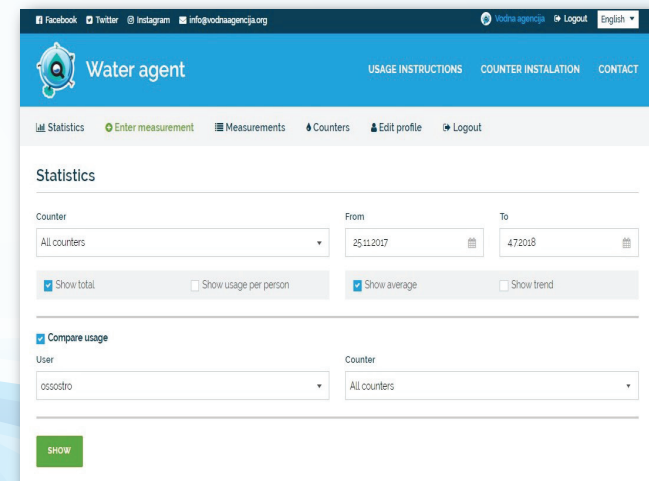 Facebook Twitter Instagram info@vodnaagencija.org Vodna agencija Logout English
Water agent USAGE INSTRUCTIONS COUNTER INSTALATION CONTACT
Statistics Enter measurement Measurements Counters Edit profile Logout
Statistics
Counter From To
All counters 25.11.2017 4.7.2018
Show total Show usage per person Show average Show trend
Compare usage
User Counter
ossostro All counters
SHOW